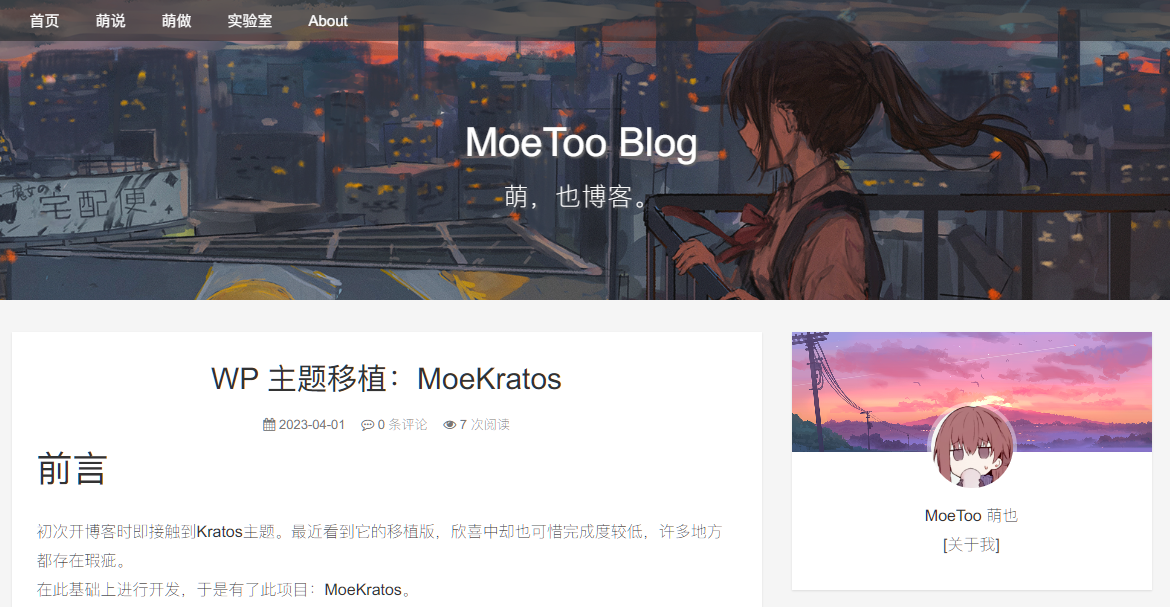 首页 萌说 萌做 实验室 About
MoeToo Blog
萌，也博客。
宅配便
WP 主题移植：MoeKratos
2023-04-01 0 条评论 7 次阅读
前言
初次开博客时即接触到Kratos主题。最近看到它的移植版，欣喜中却也可惜完成度较低，许多地方
都存在瑕疵。
在此基础上进行开发，于是有了此项目：MoeKratos。
MoeToo 萌也
[关于我]